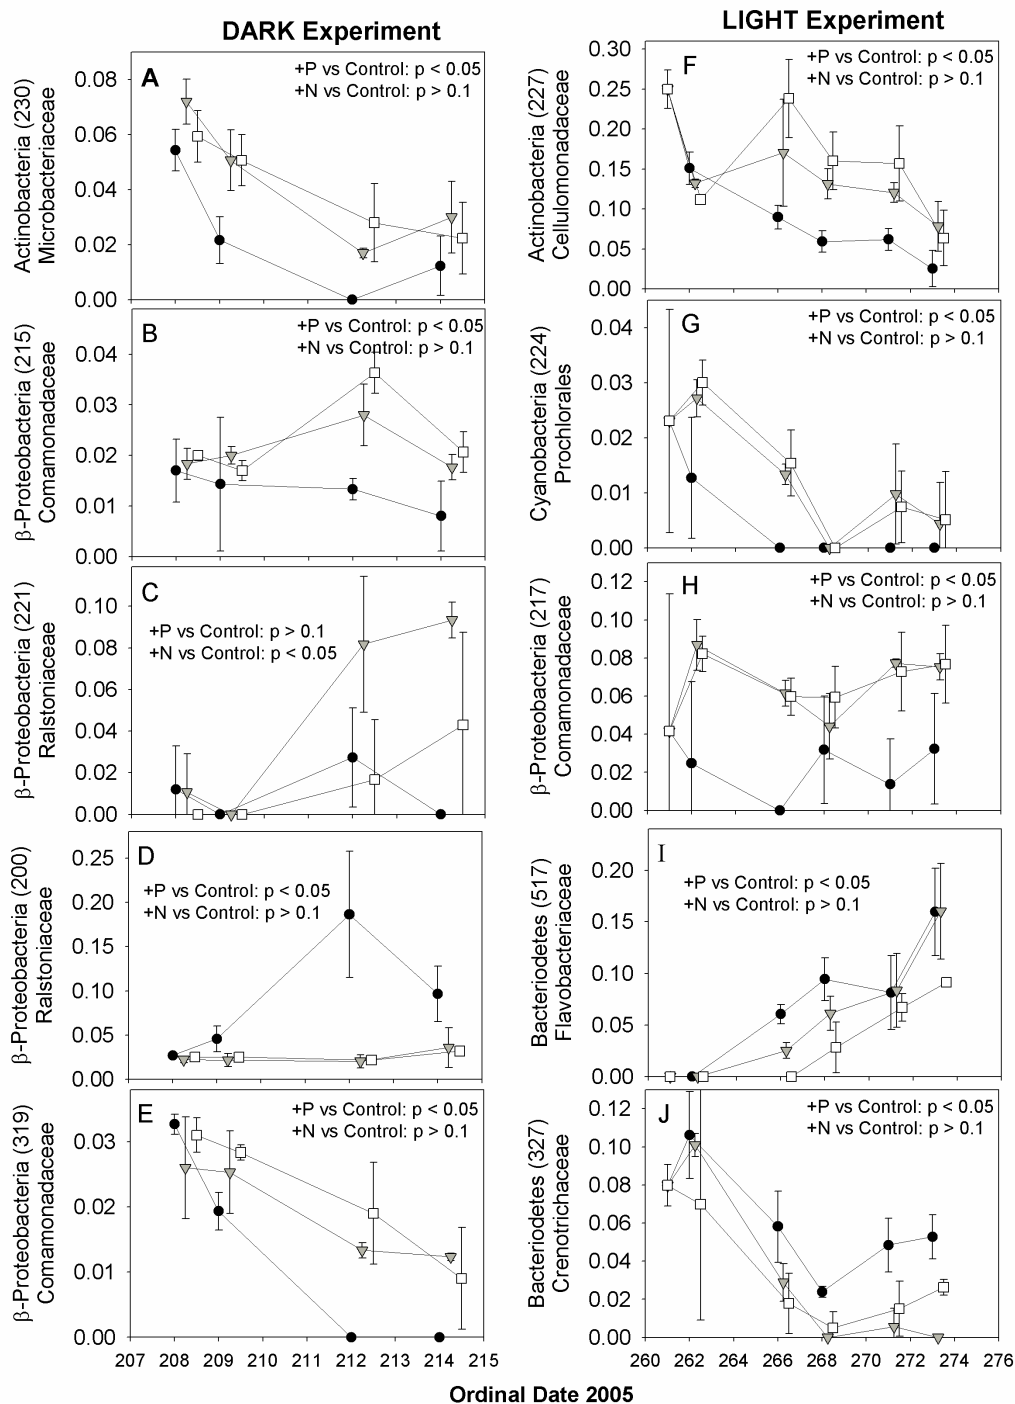 DARK Experiment
LIGHT Experiment
Actinobacteria (230)
Microbacteriaceae
0.08
0.06
0.04
0.02
0.00
A
+P vs Control: p < 0.05
+N vs Control: p > 0.1
Actinobacteria (227)
Cellulomonadaceae
0.30
0.25
0.20
0.15
0.10
0.05
0.00
F
+P vs Control: p < 0.05
+N vs Control: p > 0.1
β-Proteobacteria (215)
Comamonadaceae
0.04
0.03
0.02
0.01
0.00
B
+P vs Control: p < 0.05
+N vs Control: p > 0.1
Cyanobacteria (224)
Prochlorales
0.04
0.03
0.02
0.01
0.00
G
+P vs Control: p < 0.05
+N vs Control: p > 0.1
β-Proteobacteria (221)
Ralstoniaceae
0.10
0.08
0.06
0.04
0.02
0.00
C
+P vs Control: p > 0.1
+N vs Control: p < 0.05
β-Proteobacteria (217)
Comamonadaceae
0.12
0.10
0.08
0.06
0.04
0.02
0.00
H
+P vs Control: p < 0.05
+N vs Control: p > 0.1
β-Proteobacteria (200)
Ralstoniaceae
0.25
0.20
0.15
0.10
0.05
0.00
D
+P vs Control: p < 0.05
+N vs Control: p > 0.1
Bacteriodetes (517)
Flavobacteriaceae
0.20
0.15
0.10
0.05
0.00
I
+P vs Control: p < 0.05
+N vs Control: p > 0.1
β-Proteobacteria (319)
Comamonadaceae
0.03
0.02
0.01
0.00
E
+P vs Control: p < 0.05
+N vs Control: p > 0.1
207 208 209 210 211 212 213 214 215
Bacteriodetes (327)
Crenotrichaceae
0.12
0.10
0.08
0.06
0.04
0.02
0.00
J
+P vs Control: p < 0.05
+N vs Control: p > 0.1
260 262 264 266 268 270 272 274 276
Ordinal Date 2005